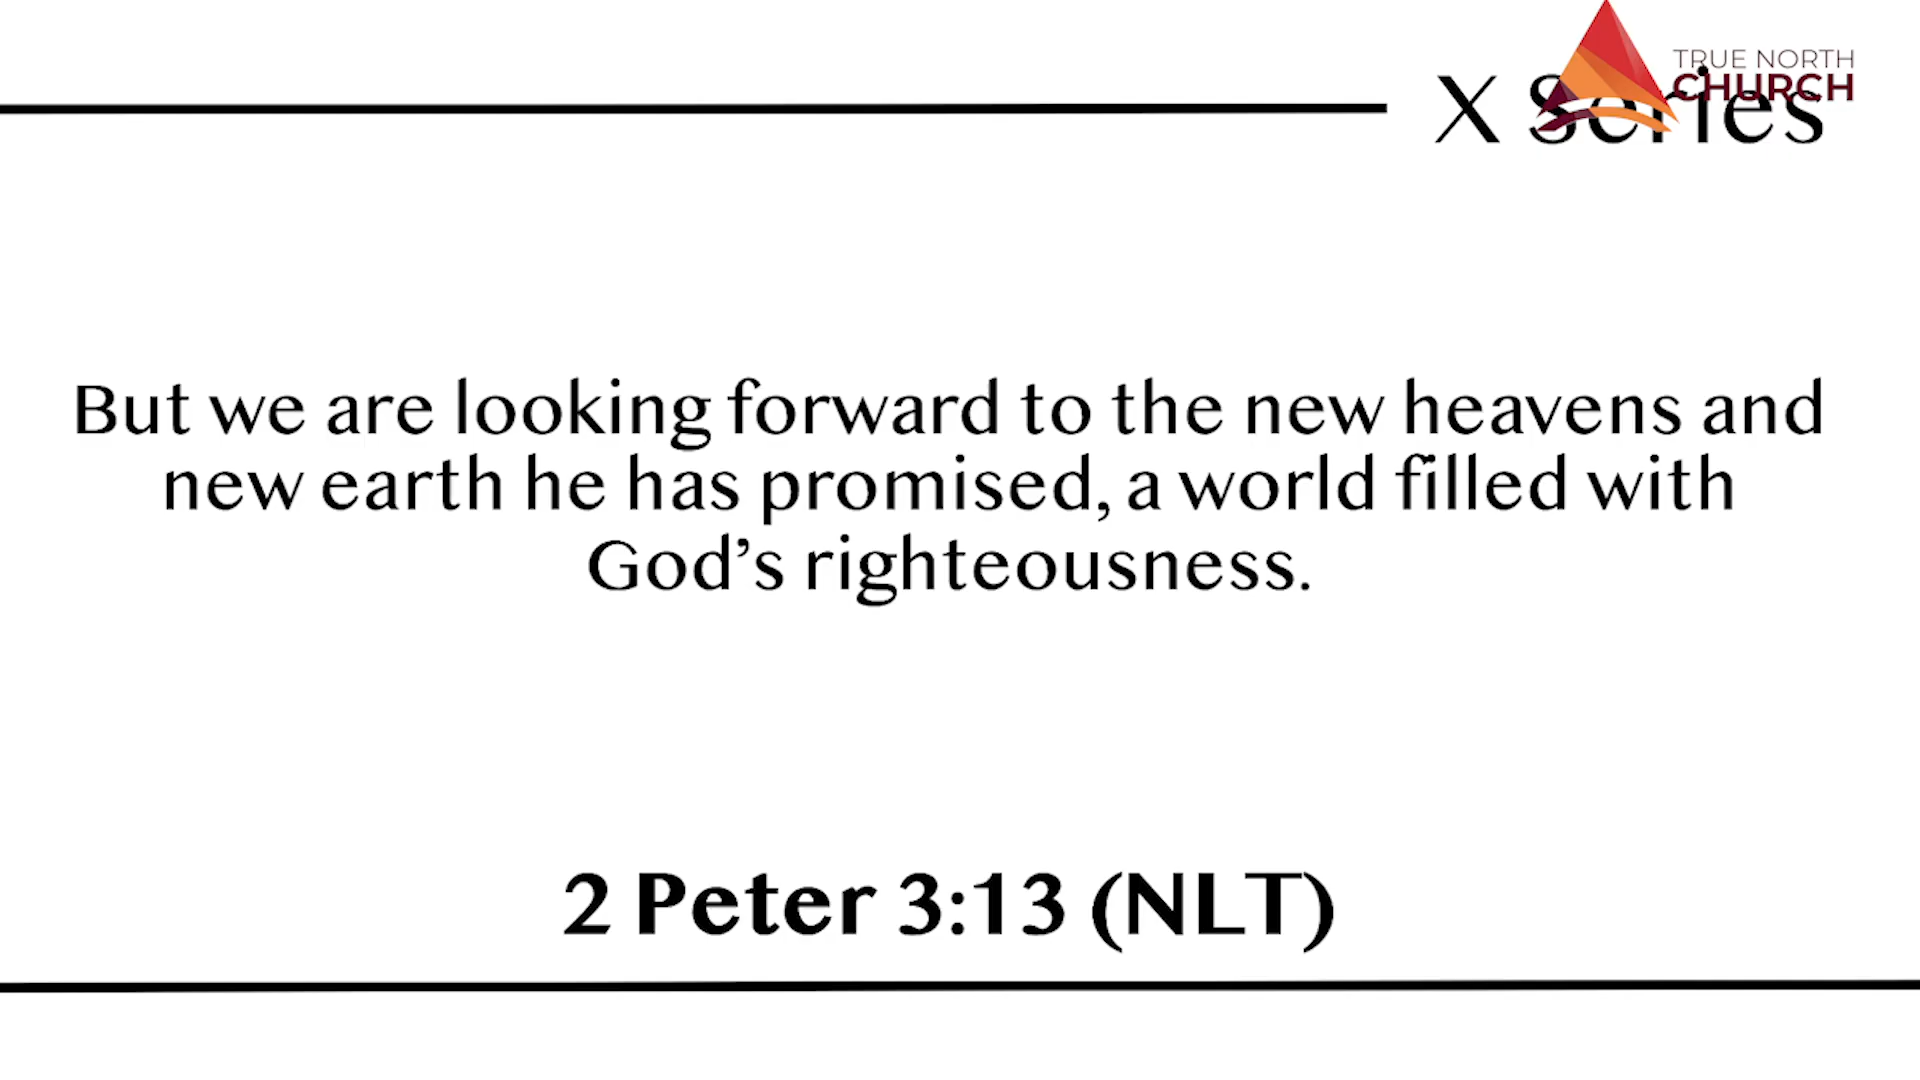 TRUE NORTH
CHURCH
X Series
But we are looking forward to the new heavens and
new earth he has promised, a world filled with
God’s righteousness.
2 Peter 3:13 (NLT)